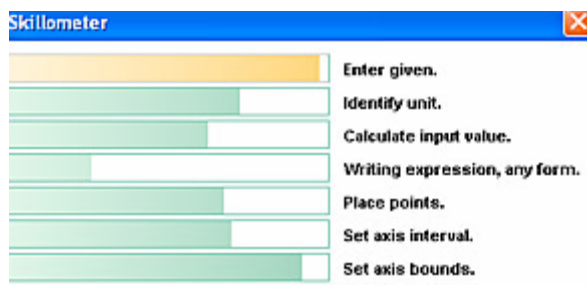 Skillometer
Enter given.
Identify unit.
Calculate input value.
Writing expression, any form.
Place points.
Set axis interval.
Set axis bounds.